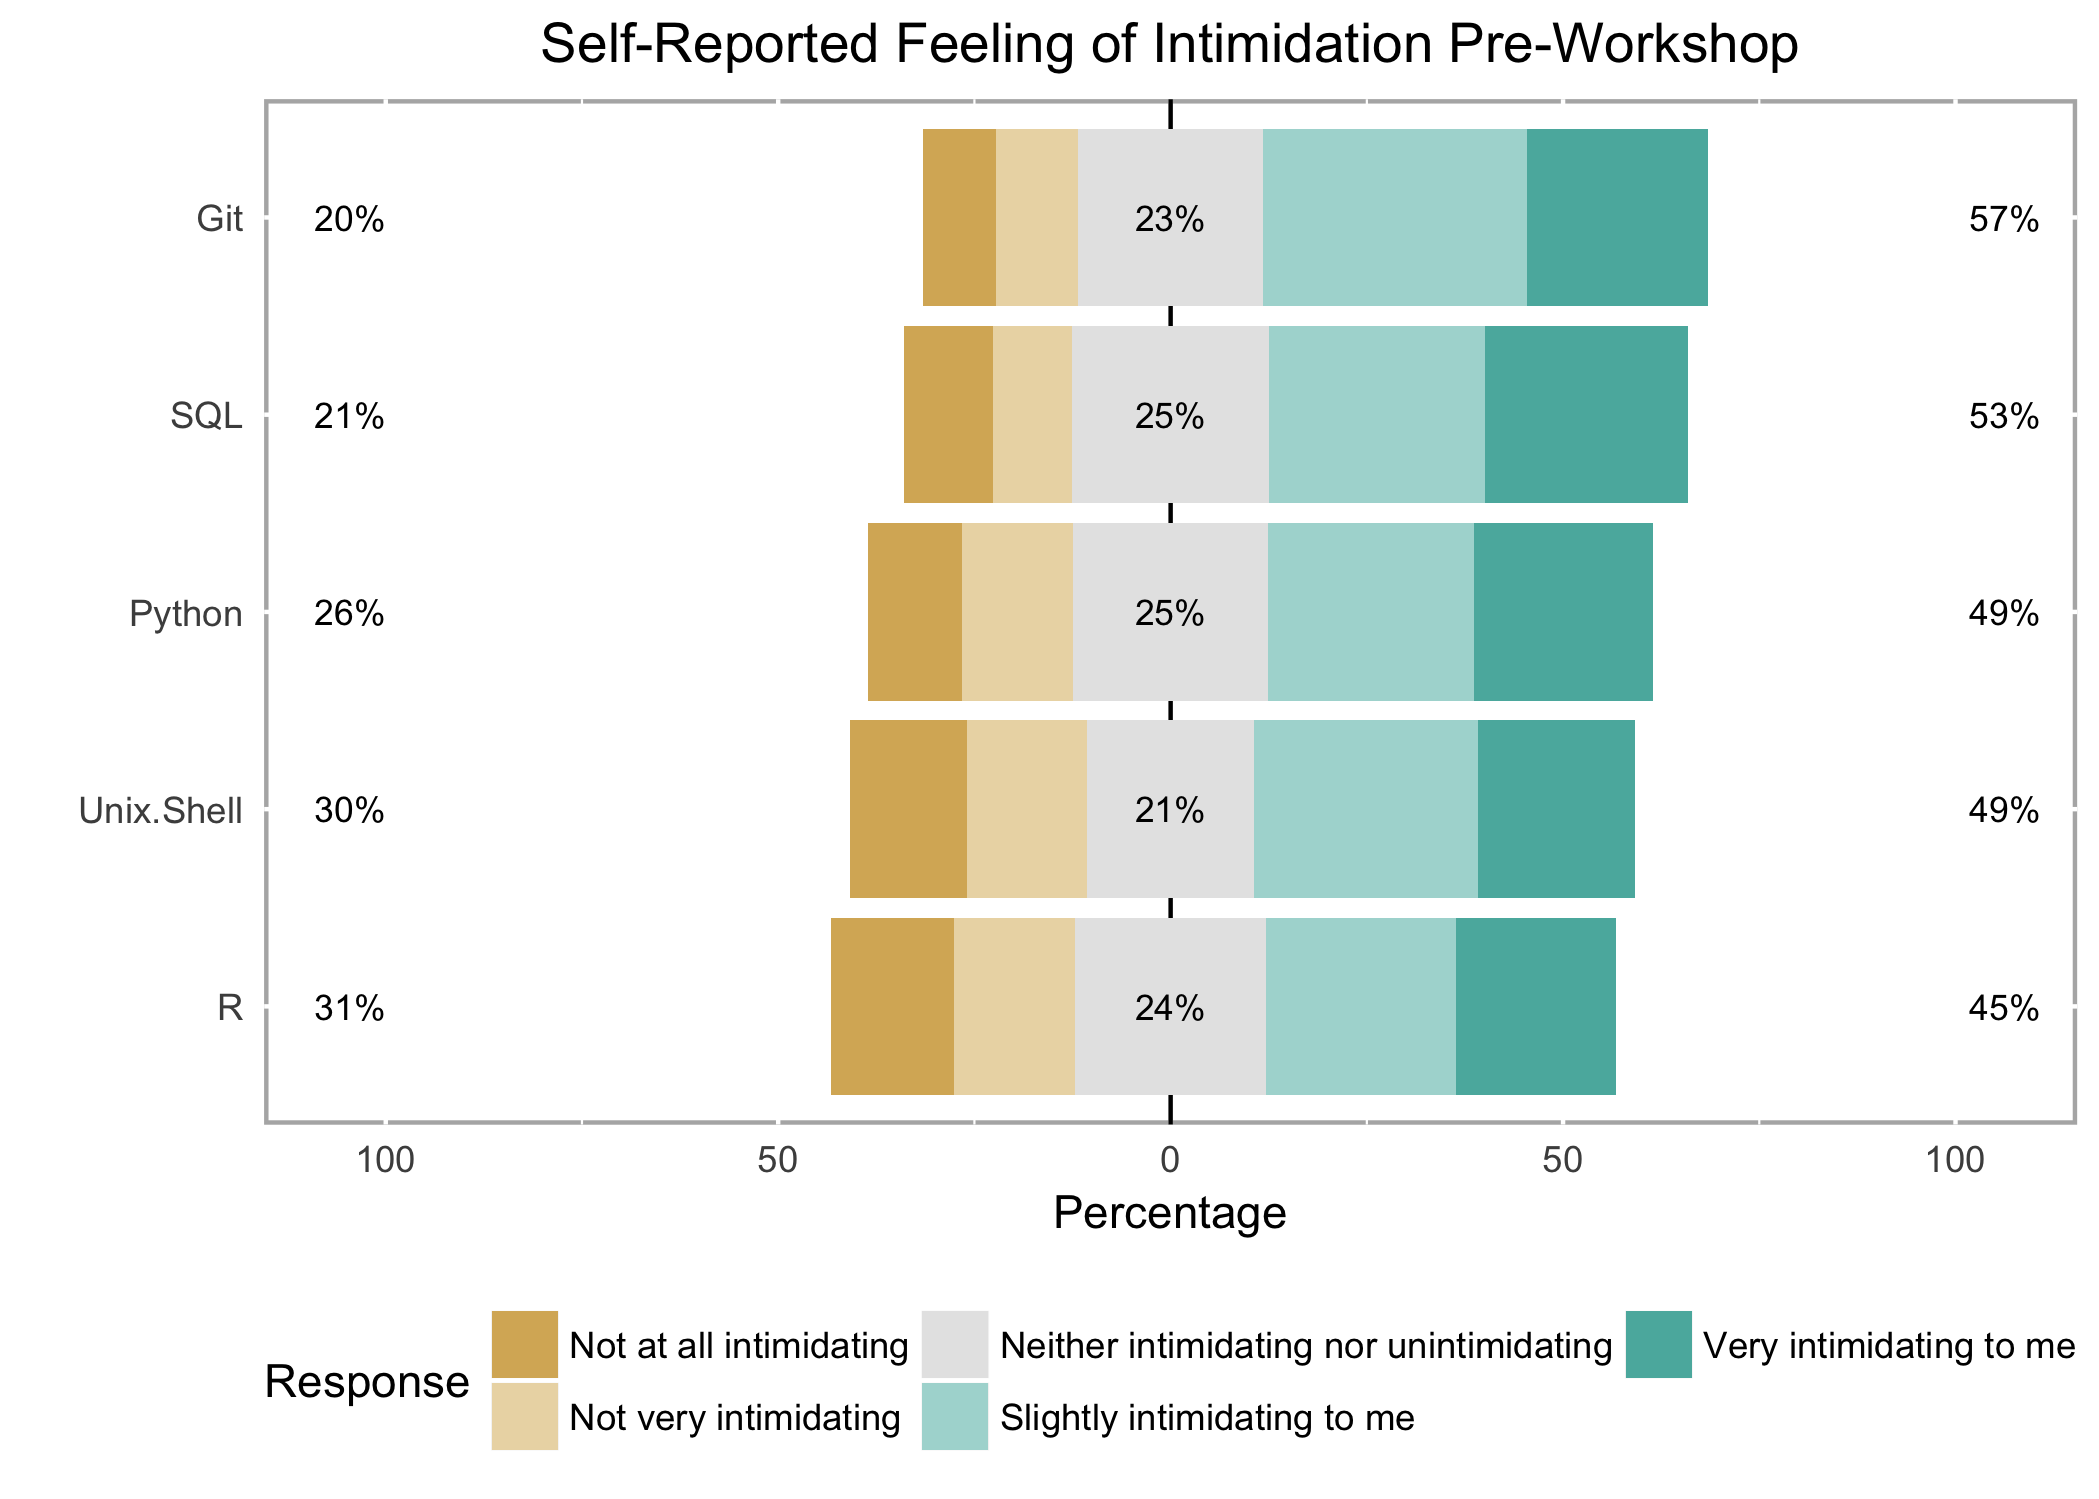 Self-Reported Feeling of Intimidation Pre-Workshop
Git 20% 23% 57%
SQL 21% 25% 53%
Python 26% 25% 49%
Unix.Shell 30% 21% 49%
R 31% 24% 45%
100 50 0 50 100
Percentage
Response
Not at all intimidating Neither intimidating nor unintimidating Very intimidating to me
Not very intimidating Slightly intimidating to me